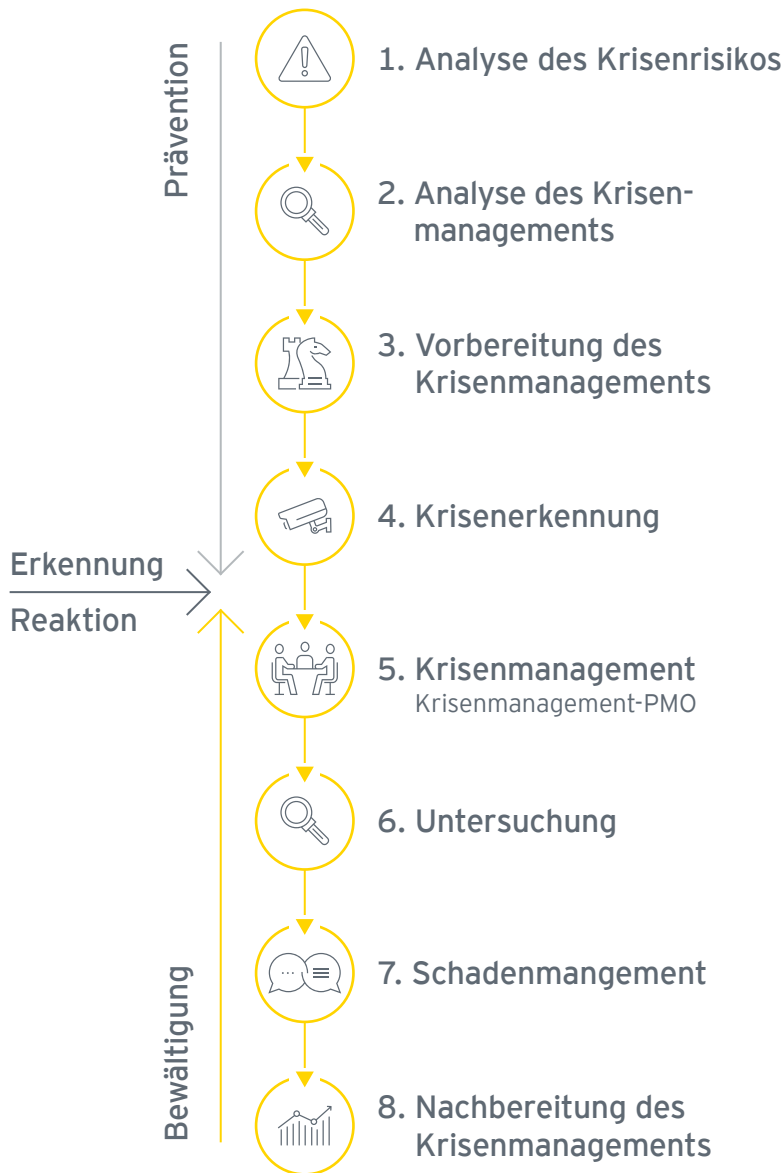 Prävention
1. Analyse des Krisenrisikos
2. Analyse des Krisen-
managements
3. Vorbereitung des
Krisenmanagements
4. Krisenerkennung
Erkennung
Reaktion
5. Krisenmanagement
Krisenmanagement-PMO
6. Untersuchung
7. Schadenmangement
Bewältigung
8. Nachbereitung des
Krisenmanagements